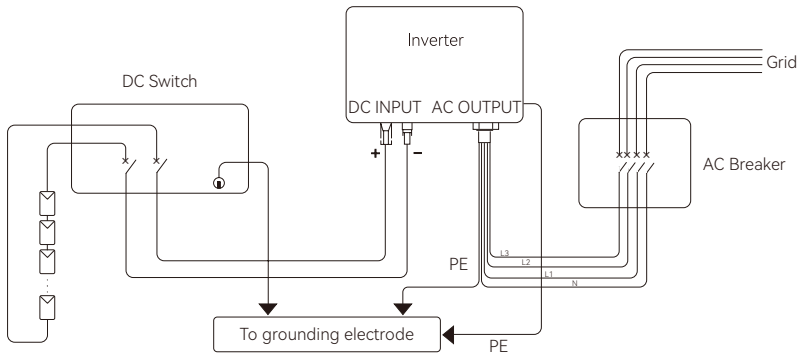 Inverter
Grid
DC Switch
DC INPUT AC OUTPUT
+ −
AC Breaker
L3
PE
L2
L1
N
To grounding electrode
PE